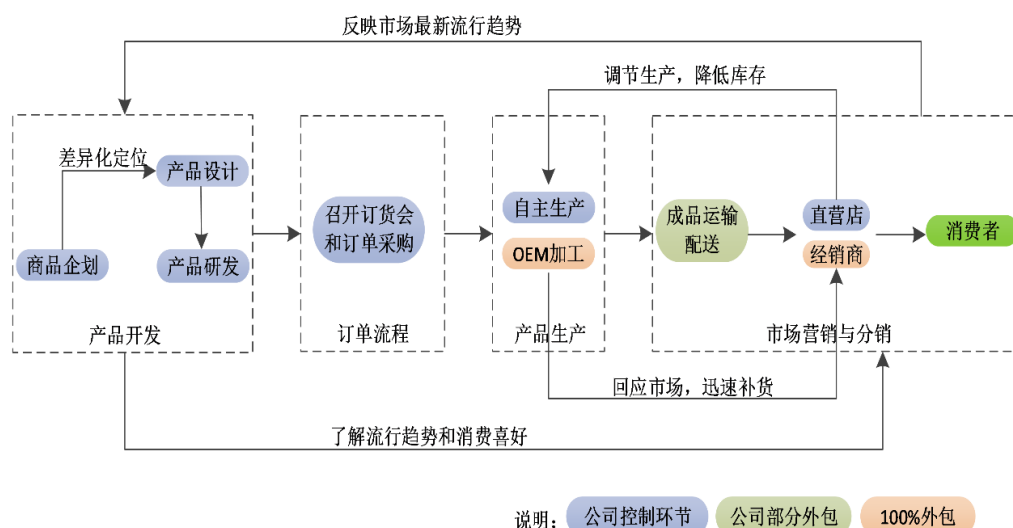 反映市场最新流行趋势
调节生产，降低库存
差异化定位
产品设计
商品企划
产品研发
产品开发
召开订货会
和订单采购
订单流程
自主生产
OEM加工
产品生产
成品运输
配送
直营店
经销商
消费者
市场营销与分销
回应市场，迅速补货
了解流行趋势和消费喜好
说明：
公司控制环节
公司部分外包
100%外包